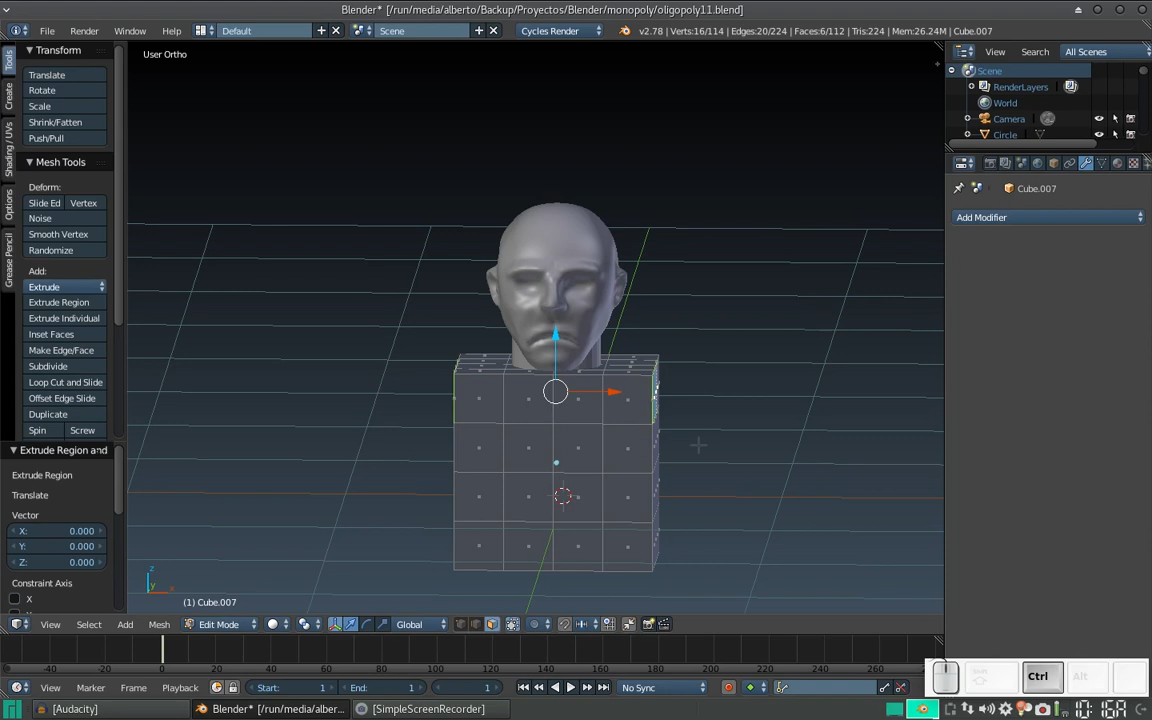 Blender* [/run/media/alberto/Backup/Proyectos/Blender/monopoly/oligopoly11.blend]
File Render Window Help Default Scene Cycles Render v2.78 | Verts:16/114 | Edges:20/224 | Faces:6/112 | Tris:224 | Mem:26.24M | Cube.007
Tools
Create
Shading / UVs
Options
Grease Pencil
Transform
Translate
Rotate
Scale
Shrink/Fatten
Push/Pull
Mesh Tools
Deform:
Slide Ed Vertex
Noise
Smooth Vertex
Randomize
Add:
Extrude
Extrude Region
Extrude Individual
Inset Faces
Make Edge/Face
Subdivide
Loop Cut and Slide
Offset Edge Slide
Duplicate
Spin Screw
Extrude Region and
Extrude Region
Translate
Vector
X: 0.000
Y: 0.000
Z: 0.000
Constraint Axis
X
User Ortho
z
y
x
(1) Cube.007
View Search All Scenes
Scene
RenderLayers
World
Camera
Circle
Cube.007
Add Modifier
View Select Add Mesh Edit Mode Global
-40 -20 0 20 40 60 80 100 120 140 160 180 200 220 240 260
View Marker Frame Playback Start: 1 End: 1 1 No Sync
Shift Ctrl Alt
[Audacity] Blender* [/run/media/alber... [SimpleScreenRecorder]